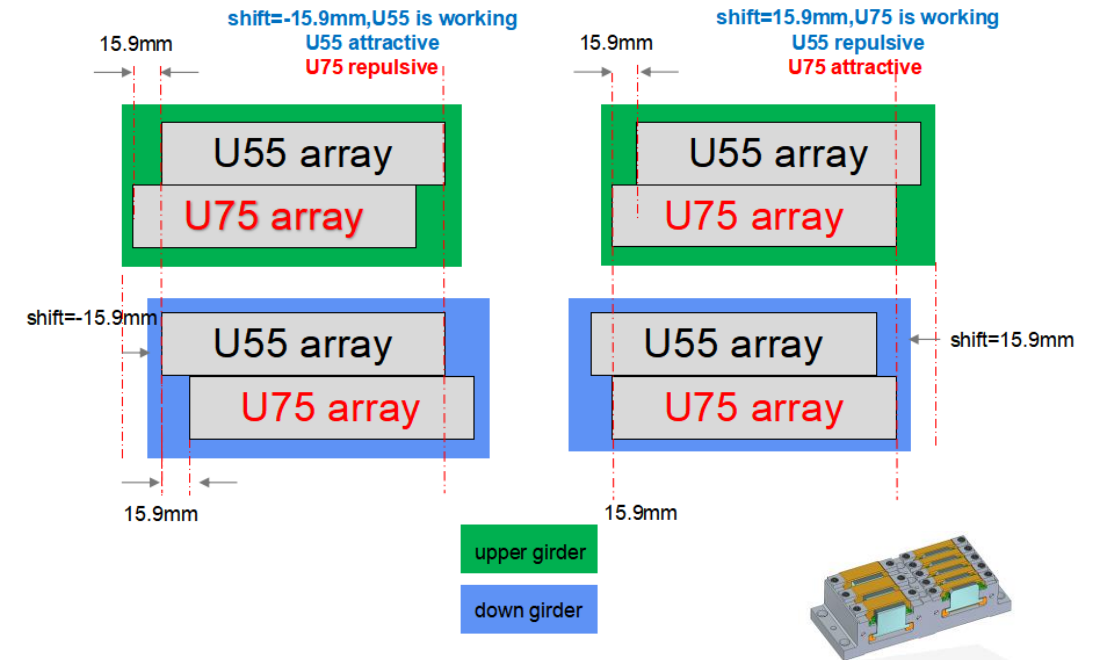 shift=-15.9mm,U55 is working
U55 attractive
U75 repulsive
15.9mm
U55 array
U75 array
shift=-15.9mm
U55 array
U75 array
15.9mm
shift=15.9mm,U75 is working
U55 repulsive
U75 attractive
15.9mm
U55 array
U75 array
U55 array
shift=15.9mm
U75 array
15.9mm
upper girder
down girder